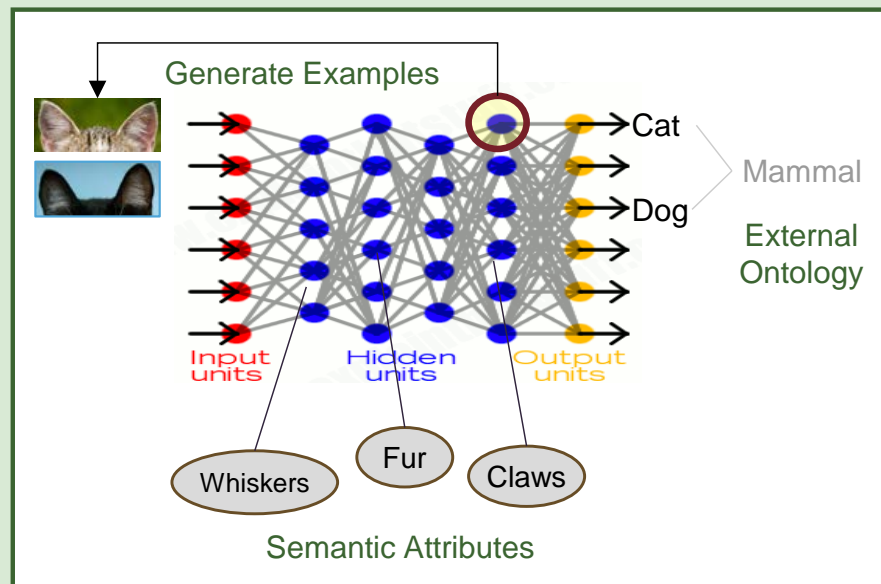 Generate Examples
Cat
Mammal
Dog
External
Ontology
Input
units
Hidden
units
Output
units
Whiskers
Fur
Claws
Semantic Attributes